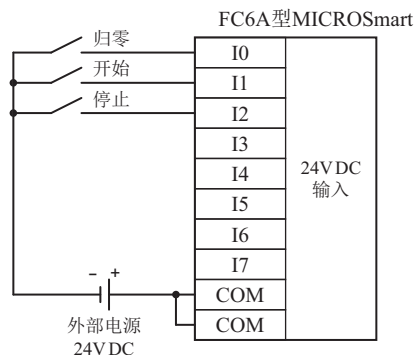 FC6A型MICROSmart
归零
开始
停止
I0
I1
I2
I3
I4
I5
I6
I7
COM
COM
24V DC
输入
- +
外部电源
24V DC